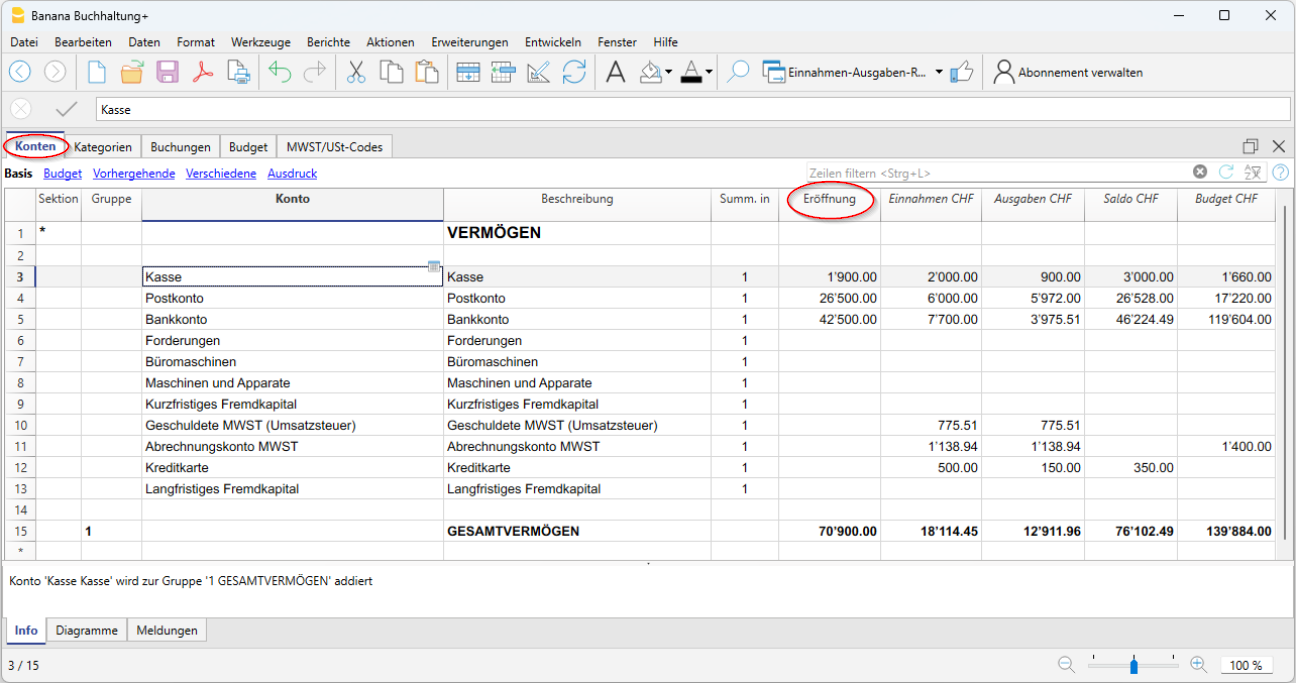 Banana Buchhaltung+
Datei Bearbeiten Daten Format Werkzeuge Berichte Aktionen Erweiterungen Entwickeln Fenster Hilfe
Einnahmen-Ausgaben-R... Abonnement verwalten
Kasse
Konten Kategorien Buchungen Budget MWST/USt-Codes
Basis Budget Vorhergehende Verschiedene Ausdruck Zeilen filtern <Strg+L>
Sektion Gruppe Konto Beschreibung Summ. in Eröffnung Einnahmen CHF Ausgaben CHF Saldo CHF Budget CHF
1 * VERMÖGEN
2
3 Kasse Kasse 1 1’900.00 2’000.00 900.00 3’000.00 1’660.00
4 Postkonto Postkonto 1 26’500.00 6’000.00 5’972.00 26’528.00 17’220.00
5 Bankkonto Bankkonto 1 42’500.00 7’700.00 3’975.51 46’224.49 119’604.00
6 Forderungen Forderungen 1
7 Büromaschinen Büromaschinen 1
8 Maschinen und Apparate Maschinen und Apparate 1
9 Kurzfristiges Fremdkapital Kurzfristiges Fremdkapital 1
10 Geschuldete MWST (Umsatzsteuer) Geschuldete MWST (Umsatzsteuer) 1 775.51 775.51
11 Abrechnungskonto MWST Abrechnungskonto MWST 1 1’138.94 1’138.94 1’400.00
12 Kreditkarte Kreditkarte 1 500.00 150.00 350.00
13 Langfristiges Fremdkapital Langfristiges Fremdkapital 1
14
15 1 GESAMTVERMÖGEN 70’900.00 18’114.45 12’911.96 76’102.49 139’884.00
*
Konto 'Kasse Kasse' wird zur Gruppe '1 GESAMTVERMÖGEN' addiert
Info Diagramme Meldungen
3 / 15 100 %